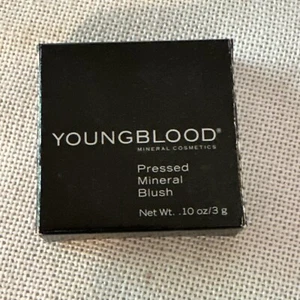 YOUNGBLOOD®
MINERAL COSMETICS
Pressed
Mineral
Blush
Net Wt. .10 oz/3 g